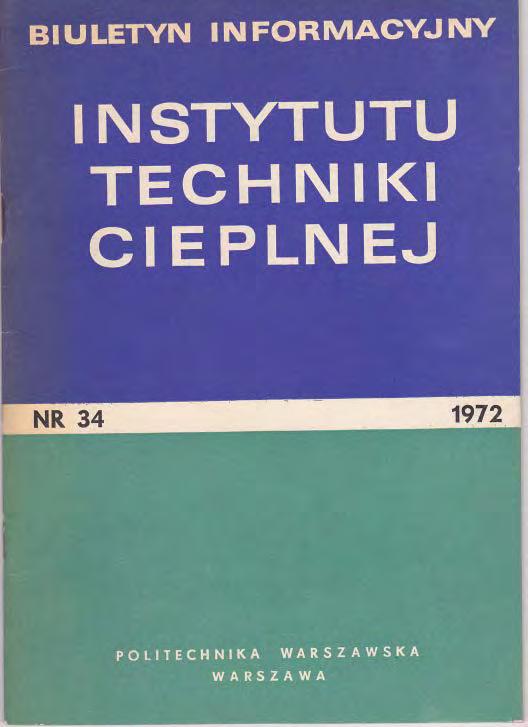 BIULETYN INFORMACYJNY
INSTYTUTU
TECHNIKI
CIEPLNEJ
NR 34 1972
POLITECHNIKA WARSZAWSKA
WARSZAWA